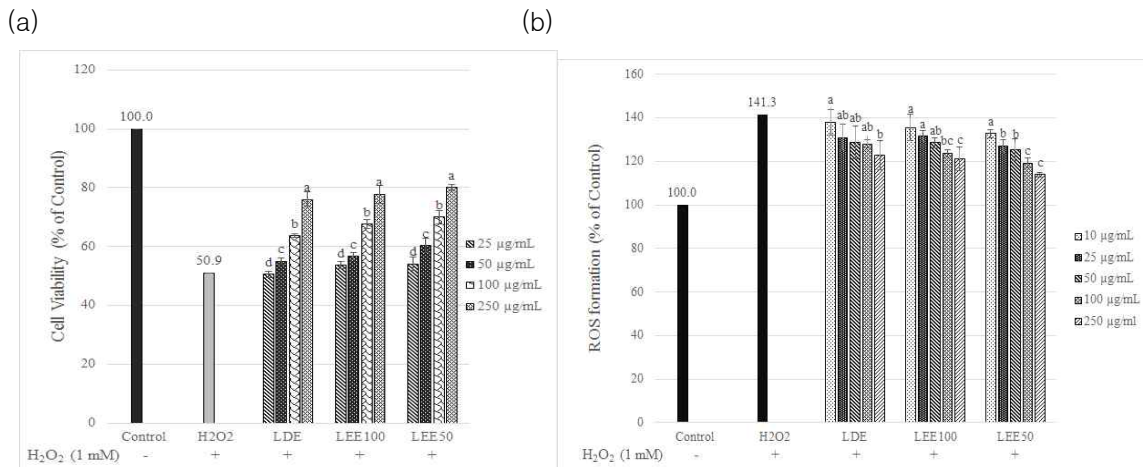 (a)
(b)
120
100
80
60
40
20
0
Cell Viability (% of Control)
100.0
50.9
d c b a
d c b a
d c b a
25 µg/mL
50 µg/mL
100 µg/mL
250 µg/mL
Control H2O2 LDE LEE100 LEE50
H₂O₂ (1 mM) - + + + +
160
140
120
100
80
60
40
20
0
ROS formation (% of Control)
100.0
141.3
a ab ab ab b
a a ab bc c
a b b c c
10 µg/mL
25 µg/mL
50 µg/mL
100 µg/mL
250 µg/ml
Control H2O2 LDE LEE100 LEE50
H₂O₂ (1 mM) - + + + +